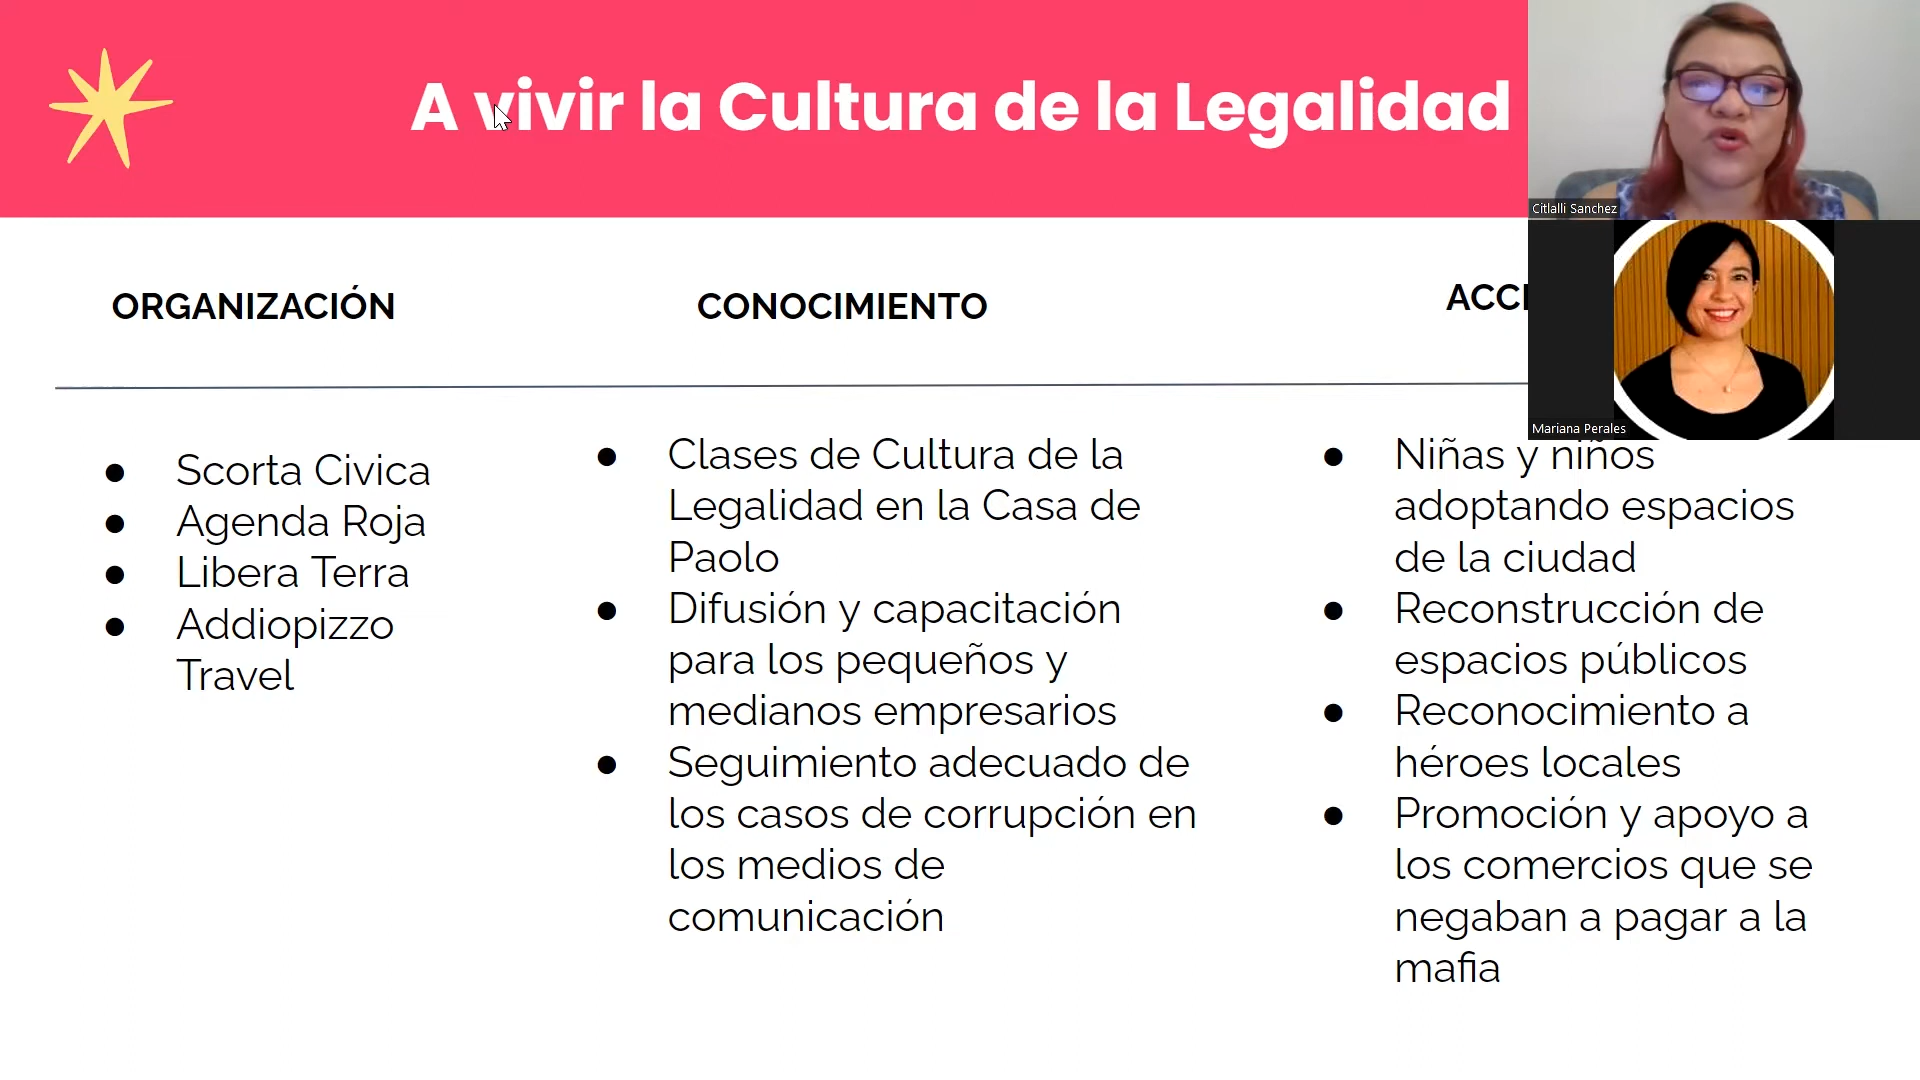 A vivir la Cultura de la Legalidad
Citlalli Sanchez
Mariana Perales
ORGANIZACIÓN
● Scorta Civica
● Agenda Roja
● Libera Terra
● Addiopizzo
Travel
CONOCIMIENTO
● Clases de Cultura de la
Legalidad en la Casa de
Paolo
● Difusión y capacitación
para los pequeños y
medianos empresarios
● Seguimiento adecuado de
los casos de corrupción en
los medios de
comunicación
● Niñas y niños
adoptando espacios
de la ciudad
● Reconstrucción de
espacios públicos
● Reconocimiento a
héroes locales
● Promoción y apoyo a
los comercios que se
negaban a pagar a la
mafia